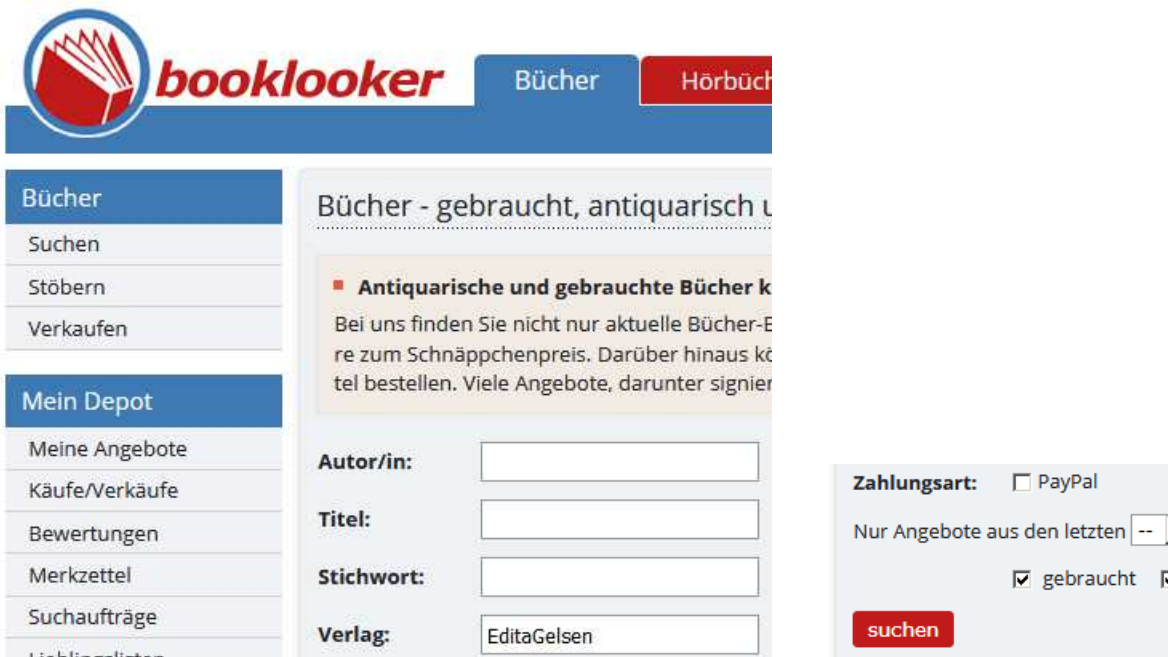 booklooker
Bücher
Hörbüch
Bücher
Suchen
Stöbern
Verkaufen
Mein Depot
Meine Angebote
Käufe/Verkäufe
Bewertungen
Merkzettel
Suchaufträge
Bücher - gebraucht, antiquarisch u
Antiquarische und gebrauchte Bücher k
Bei uns finden Sie nicht nur aktuelle Bücher-B
re zum Schnäppchenpreis. Darüber hinaus kö
tel bestellen. Viele Angebote, darunter signier
Autor/in:
Titel:
Stichwort:
Verlag: EditaGelsen
Zahlungsart: PayPal
Nur Angebote aus den letzten --
gebraucht
suchen